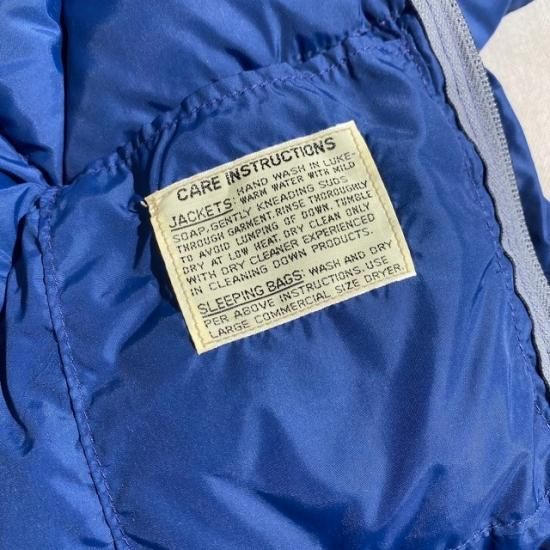 CARE INSTRUCTIONS
JACKETS: HAND WASH IN LUKE-
WARM WATER WITH MILD
SOAP, GENTLY KNEADING SUDS
THROUGH GARMENT. RINSE THOROUGHLY
TO AVOID LUMPING OF DOWN. TUMBLE
DRY AT LOW HEAT. DRY CLEAN ONLY
WITH DRY CLEANER EXPERIENCED
IN CLEANING DOWN PRODUCTS.
SLEEPING BAGS: WASH AND DRY
PER ABOVE INSTRUCTIONS. USE
LARGE COMMERCIAL SIZE DRYER.